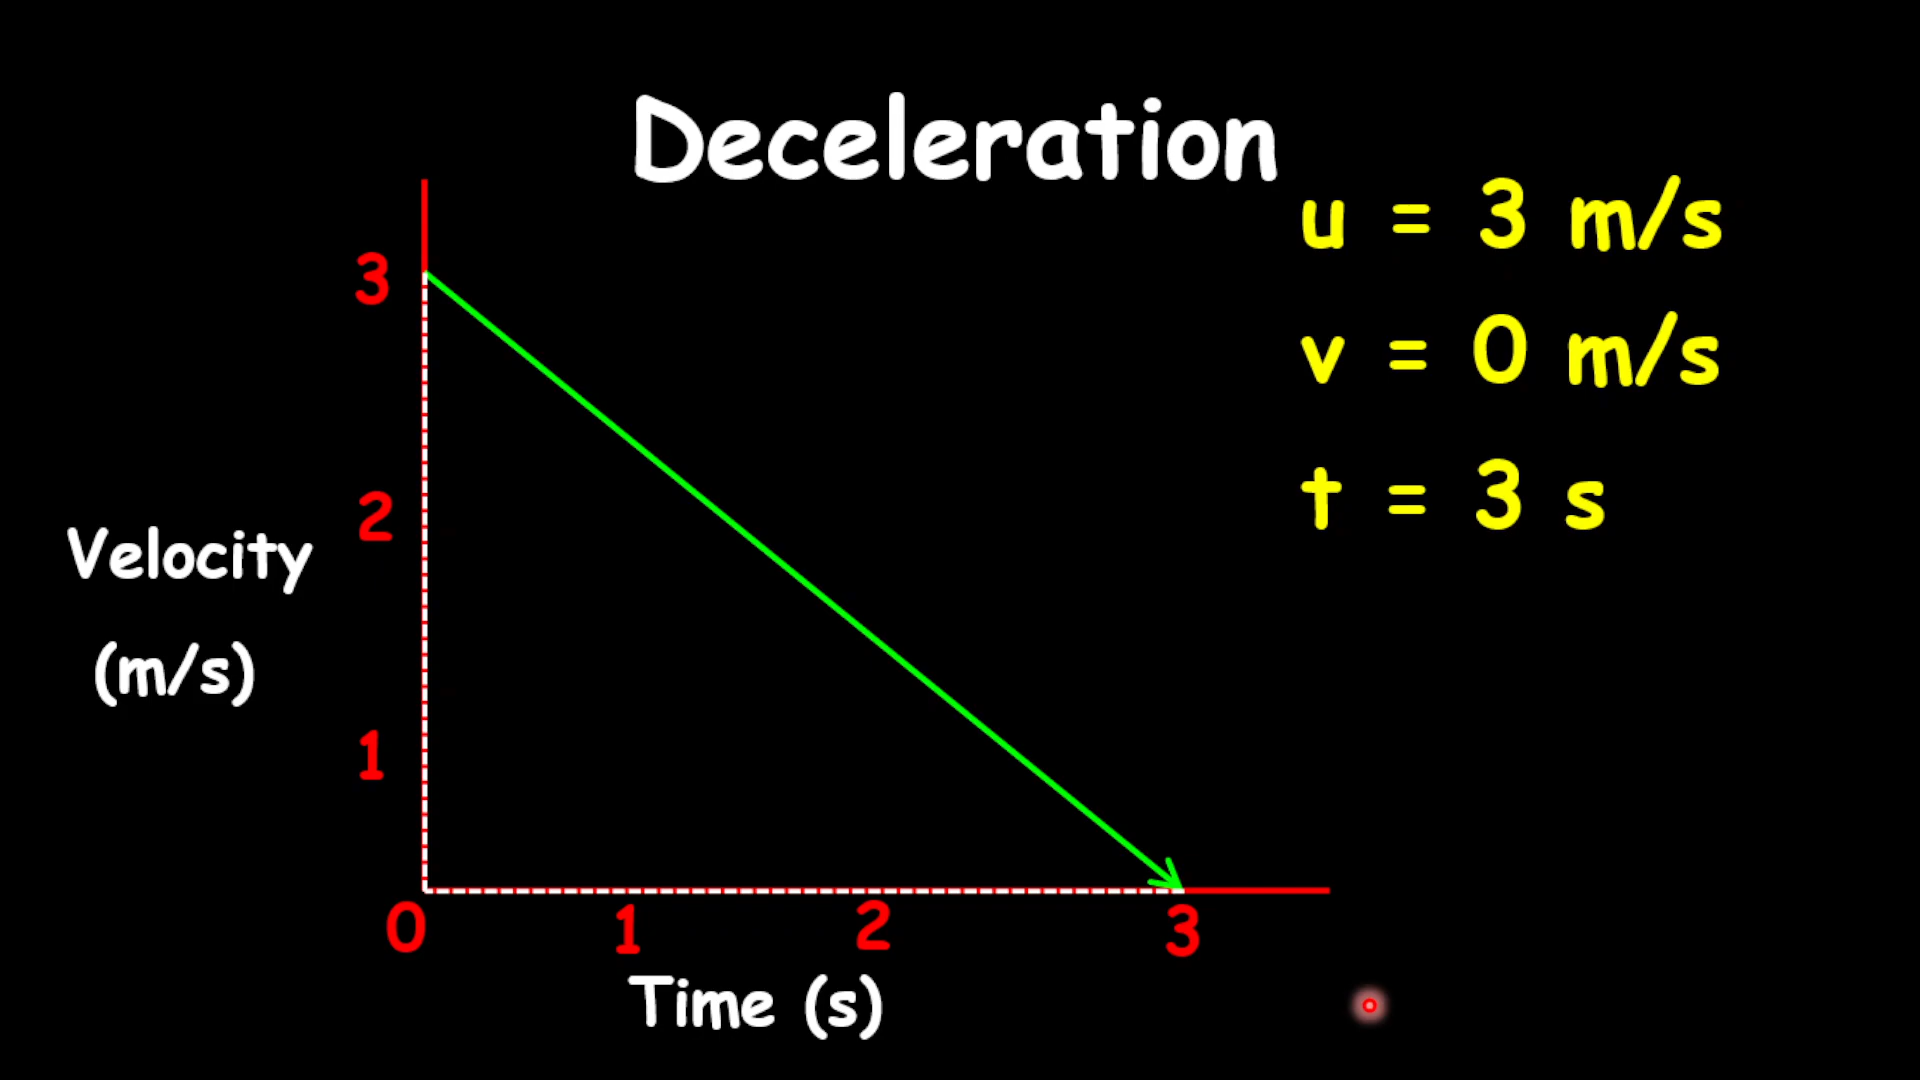 Deceleration
u = 3 m/s
v = 0 m/s
t = 3 s
3
2
1
Velocity
(m/s)
0 1 2 3
Time (s)